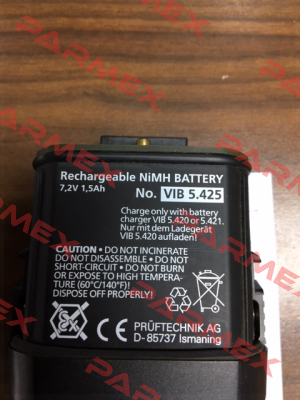 Rechargeable NiMH BATTERY
7,2V 1,5Ah
No. VIB 5.425
Charge only with battery
charger VIB 5.420 or 5.421.
Nur mit dem Ladegerät
VIB 5.420 aufladen!
CAUTION • DO NOT INCINERATE
DO NOT DISASSEMBLE • DO NOT
SHORT-CIRCUIT • DO NOT BURN
OR EXPOSE TO HIGH TEMPERA-
TURE (60°C/140°F)!
DISPOSE OFF PROPERLY!
PRÜFTECHNIK AG
D- 85737 Ismaning
PARMEX
PARMEX
PARMEX
PARMEX
PARMEX
PARMEX